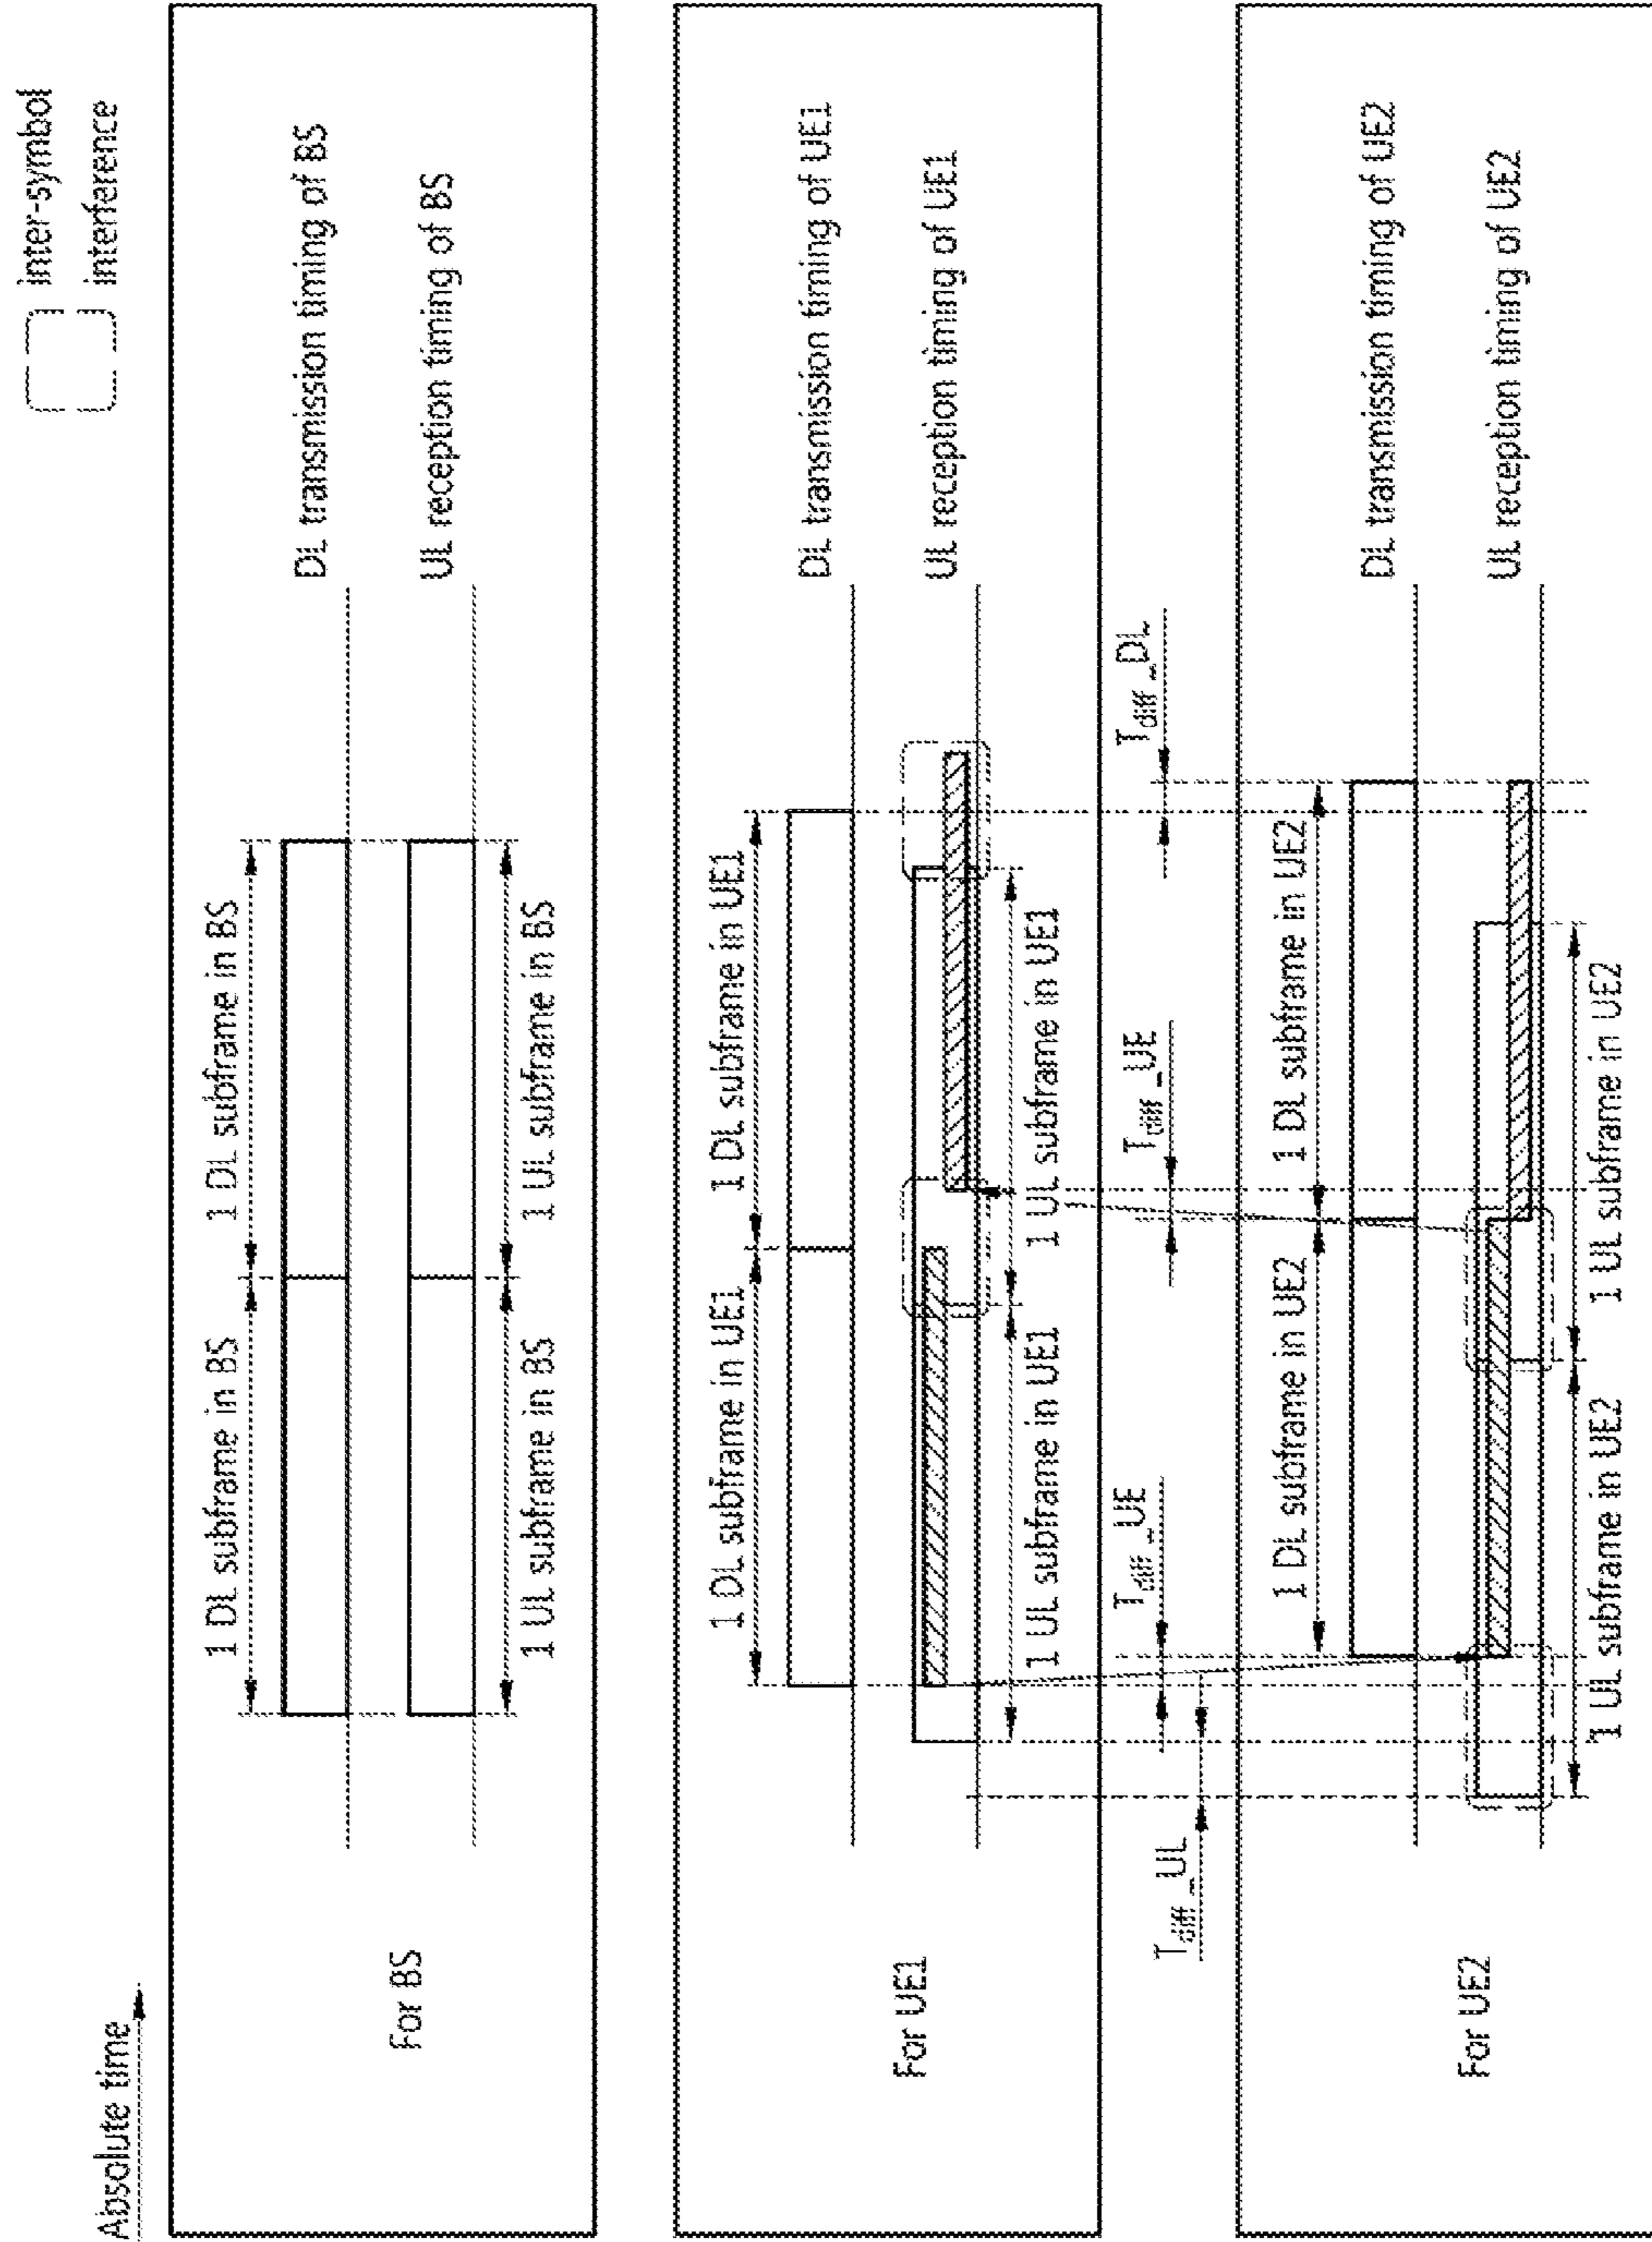 Absolute time
inter-symbol
interference
For BS
1 DL subframe in BS
1 DL subframe in BS
DL transmission timing of BS
UL reception timing of BS
1 UL subframe in BS
1 UL subframe in BS
For UE1
1 DL subframe in UE1
1 DL subframe in UE1
DL transmission timing of UE1
UL reception timing of UE1
1 UL subframe in UE1
1 UL subframe in UE1
Tdiff_UL
Tdiff_UE
Tdiff_UE
Tdiff_DL
For UE2
1 DL subframe in UE2
1 DL subframe in UE2
DL transmission timing of UE2
UL reception timing of UE2
1 UL subframe in UE2
1 UL subframe in UE2